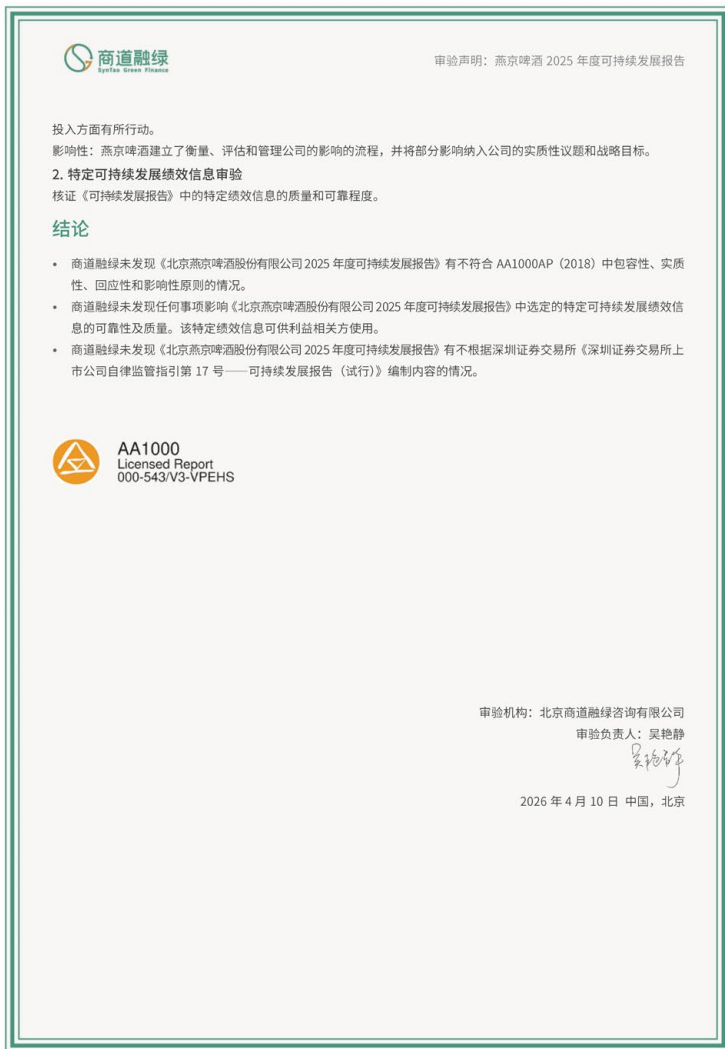 商道融绿
SynTao Green Finance
审验声明：燕京啤酒 2025 年度可持续发展报告
投入方面有所行动。
影响性：燕京啤酒建立了衡量、评估和管理公司的影响的流程，并将部分影响纳入公司的实质性议题和战略目标。
2. 特定可持续发展绩效信息审验
核证《可持续发展报告》中的特定绩效信息的质量和可靠程度。
结论
• 商道融绿未发现《北京燕京啤酒股份有限公司 2025 年度可持续发展报告》有不符合 AA1000AP（2018）中包容性、实质
性、回应性和影响性原则的情况。
• 商道融绿未发现任何事项影响《北京燕京啤酒股份有限公司 2025 年度可持续发展报告》中选定的特定可持续发展绩效信
息的可靠性及质量。该特定绩效信息可供利益相关方使用。
• 商道融绿未发现《北京燕京啤酒股份有限公司 2025 年度可持续发展报告》有不根据深圳证券交易所《深圳证券交易所上
市公司自律监管指引第 17 号——可持续发展报告（试行）》编制内容的情况。
AA1000
Licensed Report
000-543/V3-VPEHS
审验机构：北京商道融绿咨询有限公司
审验负责人：吴艳静
吴艳静
2026 年 4 月 10 日 中国，北京